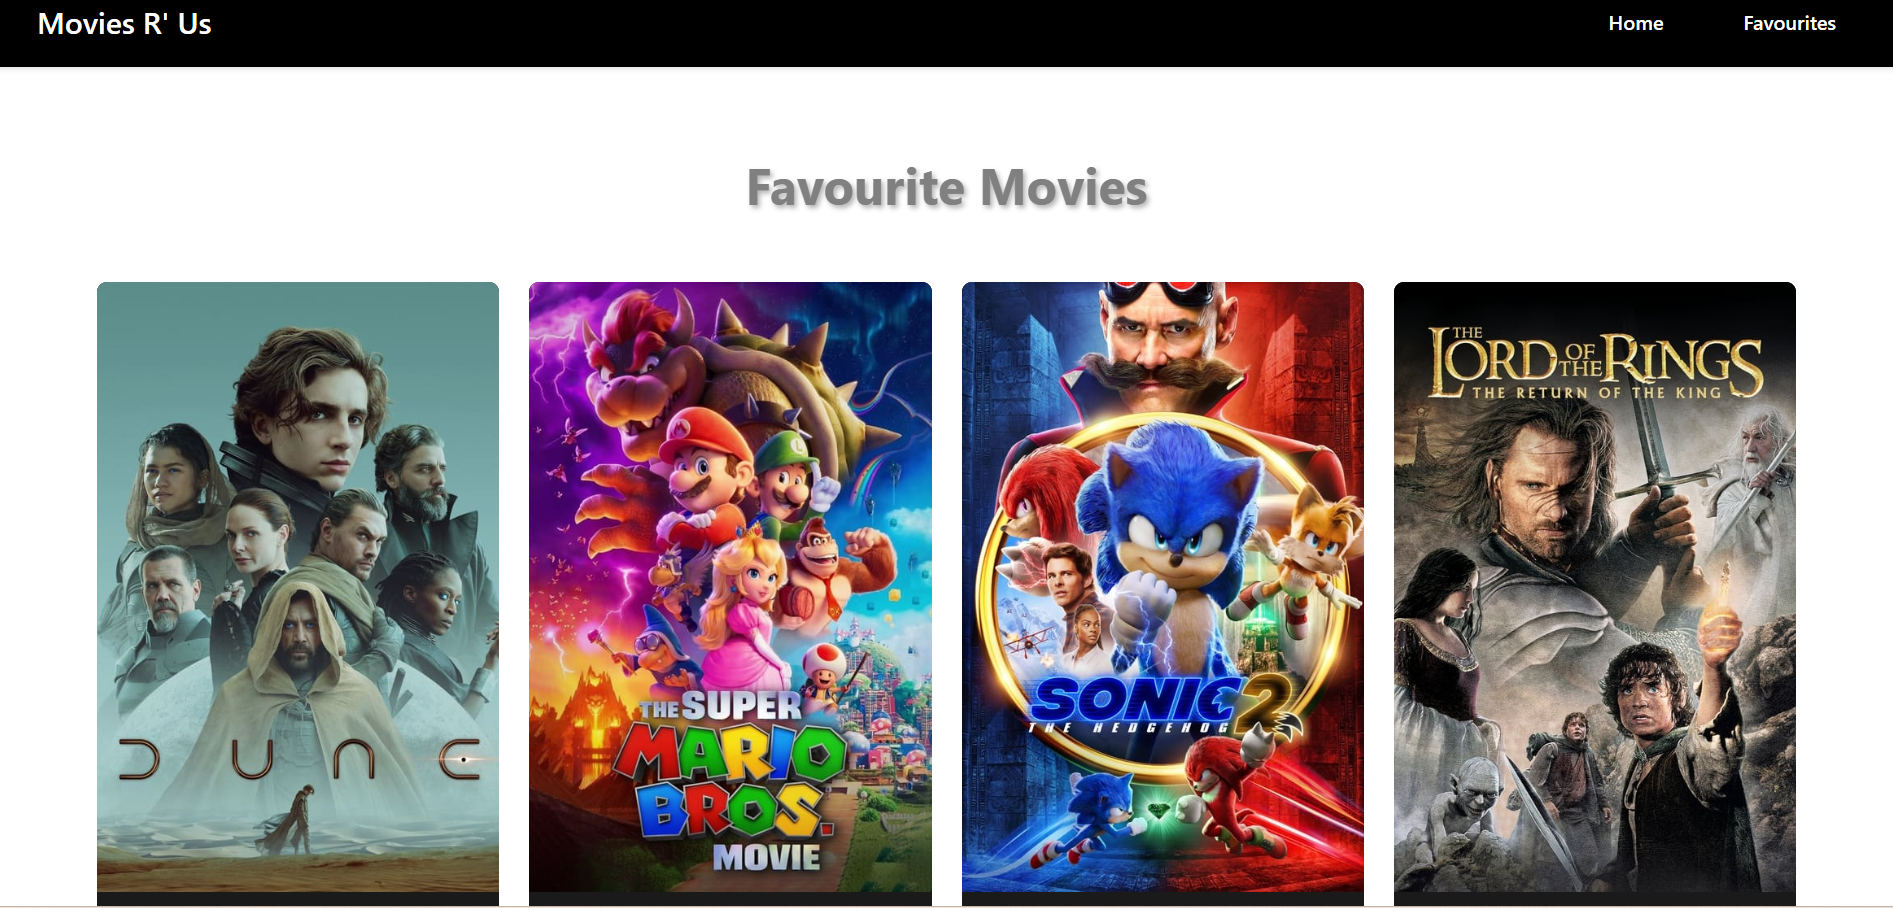 Movies R' Us
Home
Favourites
Favourite Movies
DUNE
THE SUPER
MARIO
BROS.
MOVIE
SONIC 2
THE HEDGEHOG
THE
LORD OF THE RINGS
THE RETURN OF THE KING